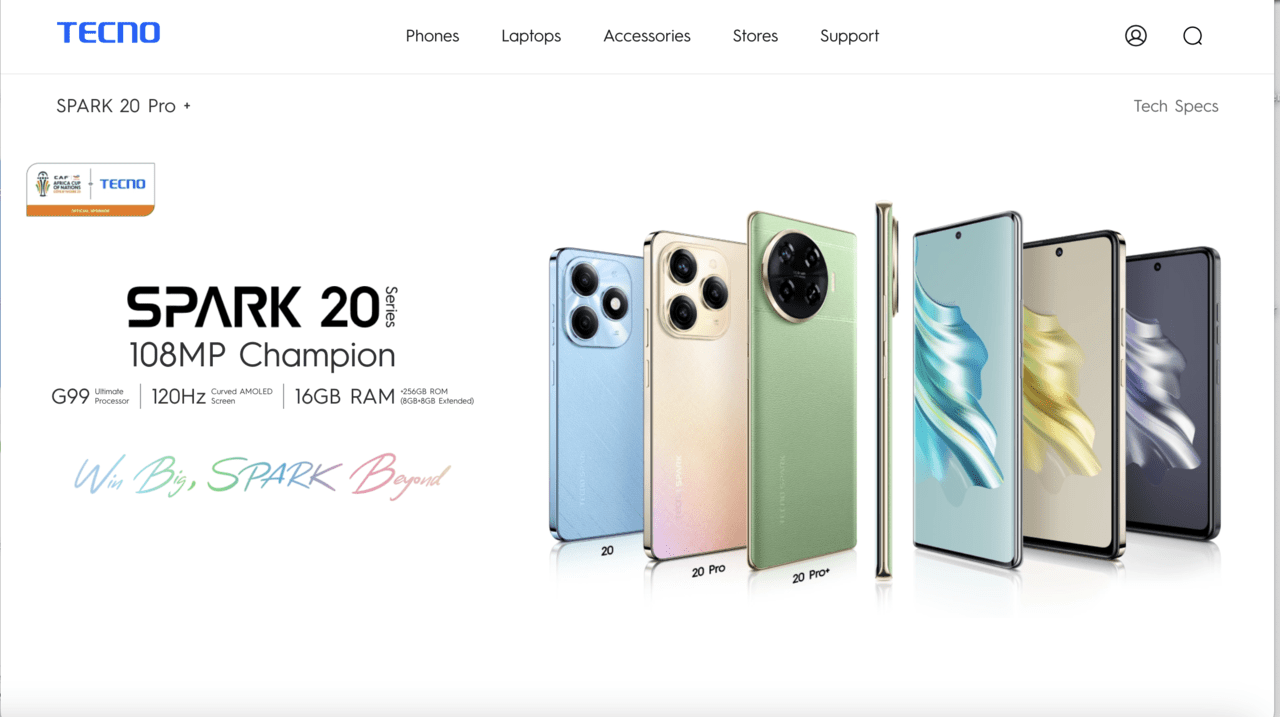 TECNO
Phones Laptops Accessories Stores Support
SPARK 20 Pro +
Tech Specs
CAF
AFRICA CUP
OF NATIONS
TECNO
OFFICIAL SPONSOR
SPARK 20 Series
108MP Champion
G99 Ultimate Processor
120Hz Curved AMOLED Screen
16GB RAM +256GB ROM
(8GB+8GB Extended)
Win Big, SPARK Beyond
20
20 Pro
20 Pro+